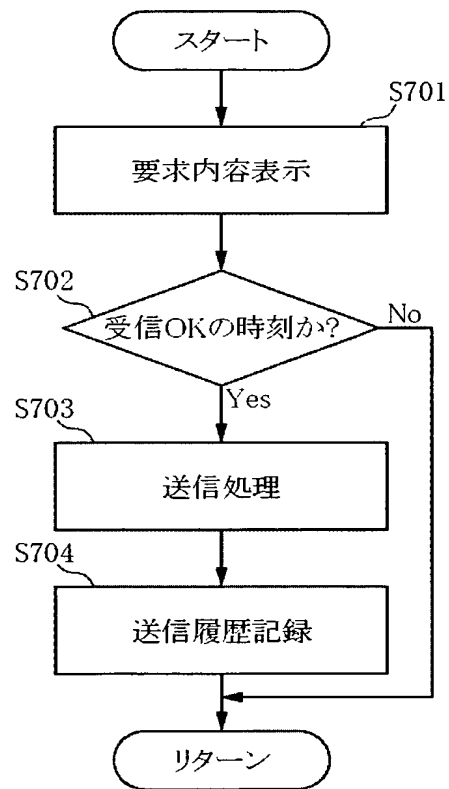 スタート
S701
要求内容表示
S702
受信OKの時刻か?
No
Yes
S703
送信処理
S704
送信履歴記録
リターン